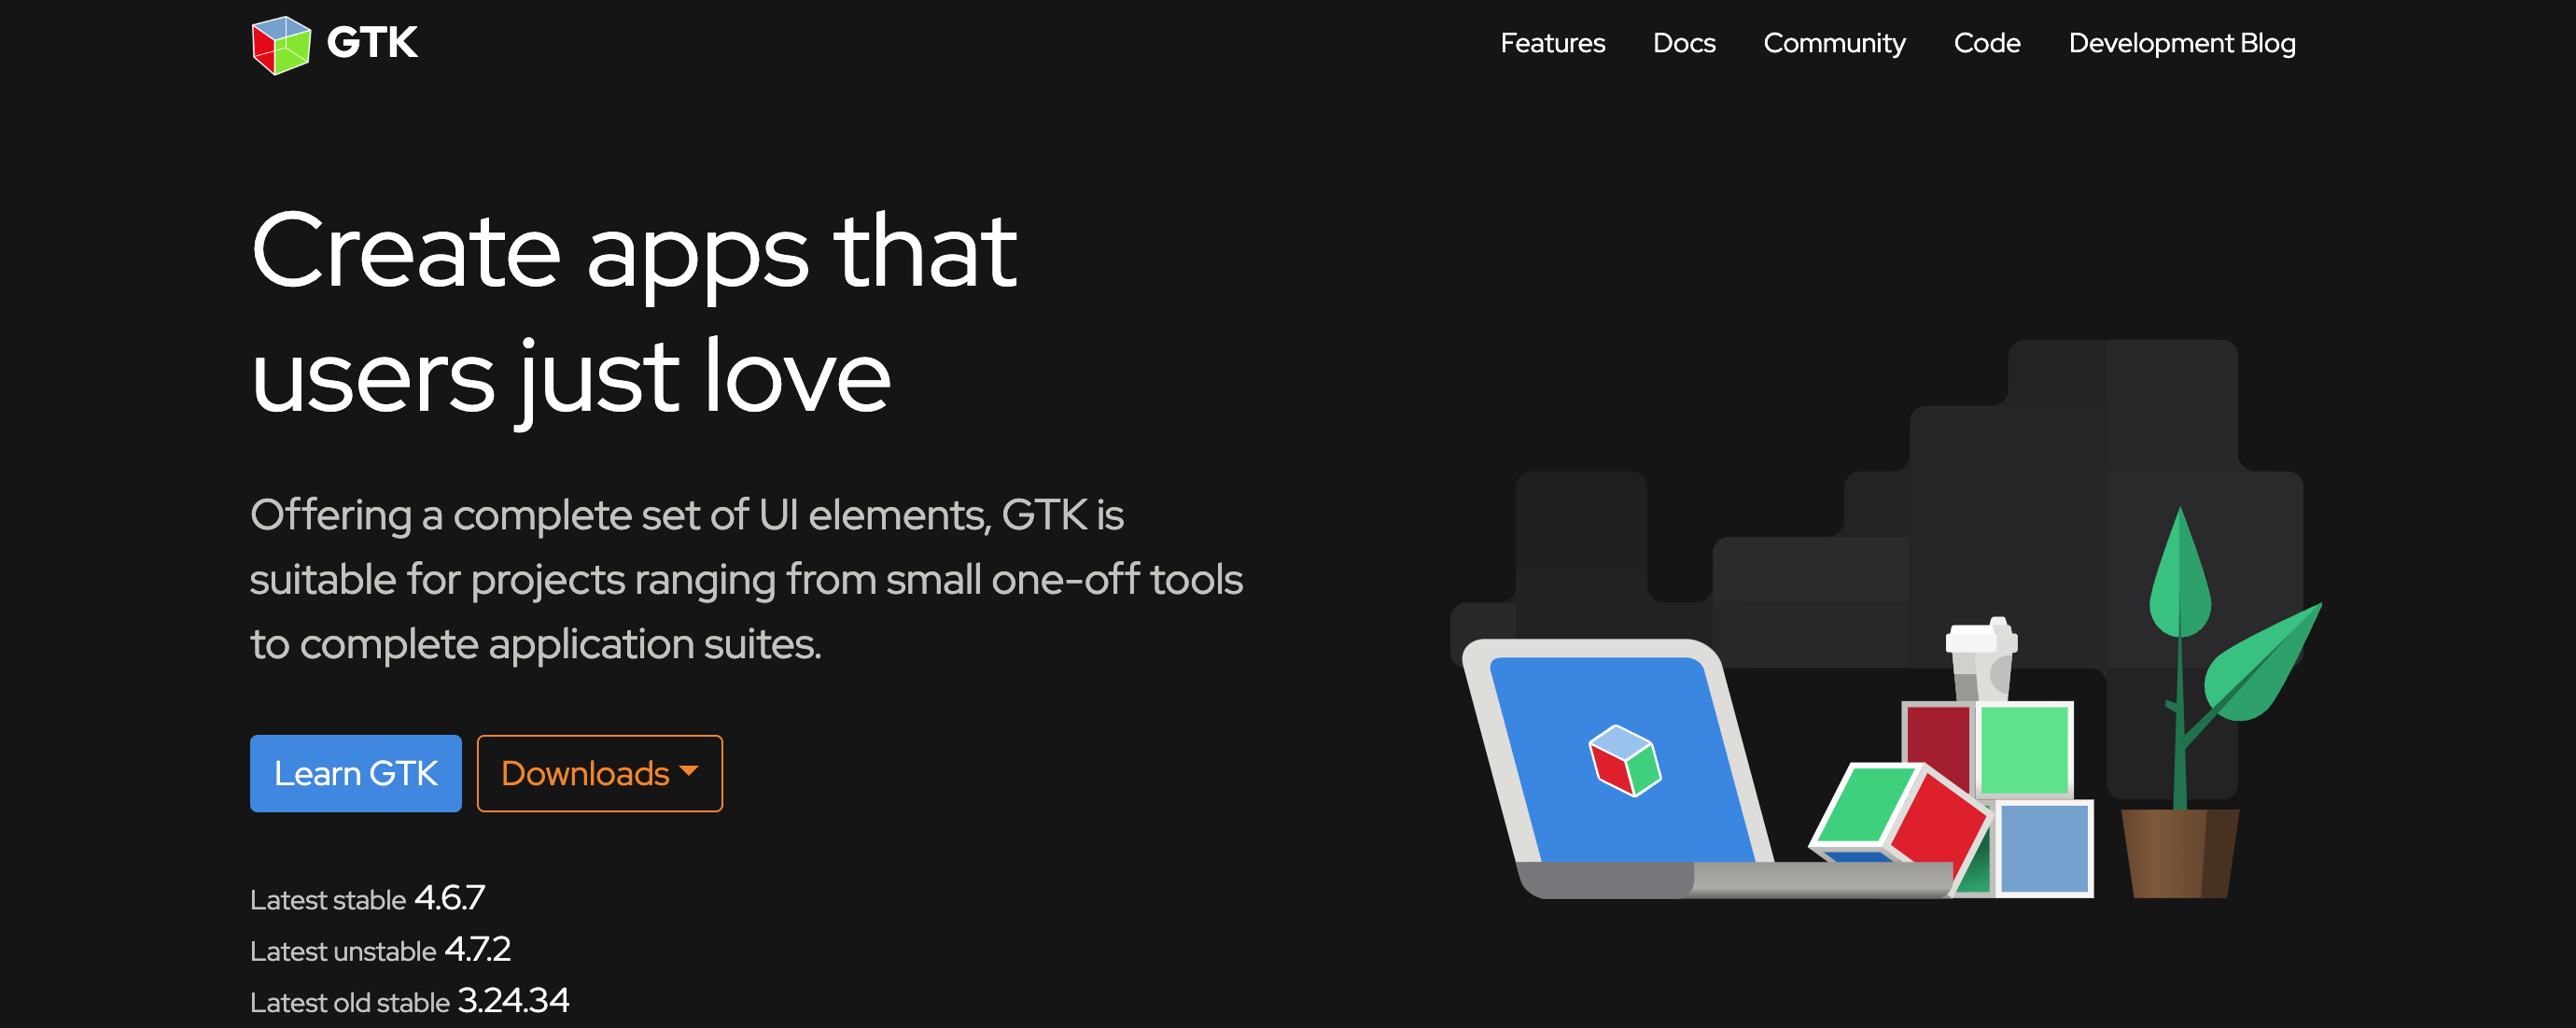 GTK
Features Docs Community Code Development Blog
Create apps that
users just love
Offering a complete set of UI elements, GTK is
suitable for projects ranging from small one-off tools
to complete application suites.
Learn GTK Downloads
Latest stable 4.6.7
Latest unstable 4.7.2
Latest old stable 3.24.34